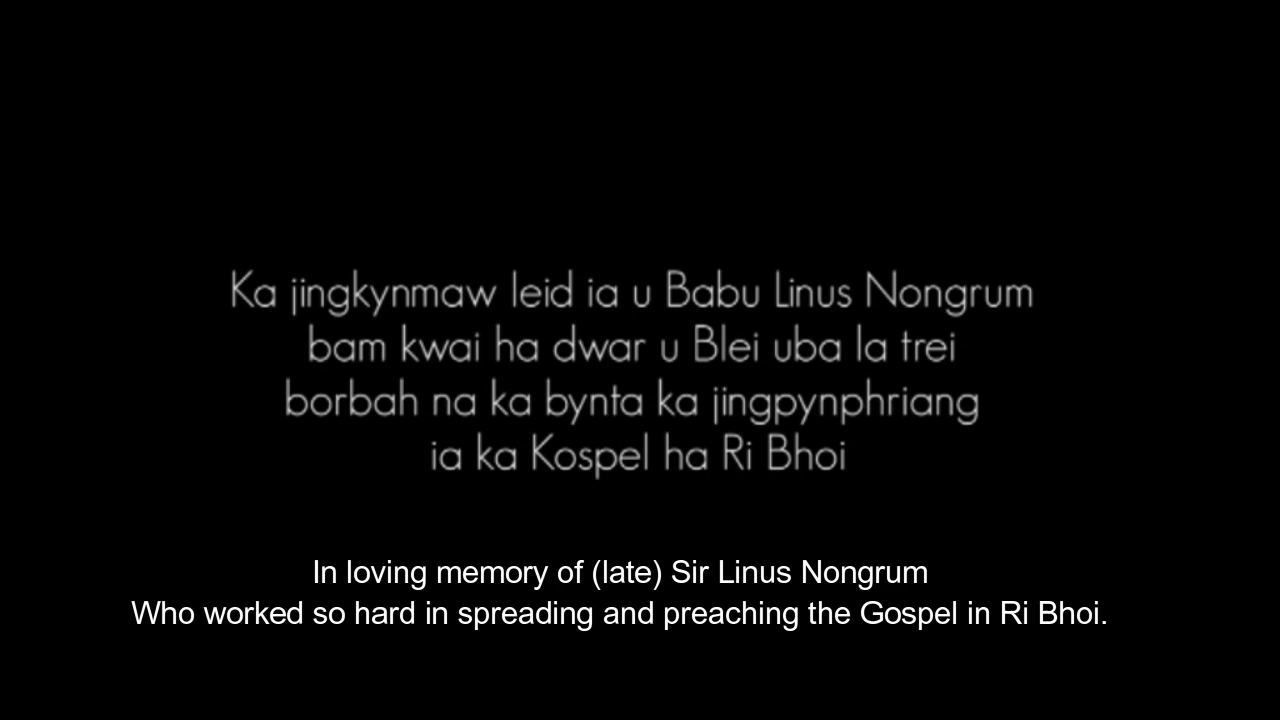 Ka jingkynmaw leid ia u Babu Linus Nongrum
bam kwai ha dwar u Blei uba la trei
borbah na ka bynta ka jingpynphriang
ia ka Kospel ha Ri Bhoi
In loving memory of (late) Sir Linus Nongrum
Who worked so hard in spreading and preaching the Gospel in Ri Bhoi.